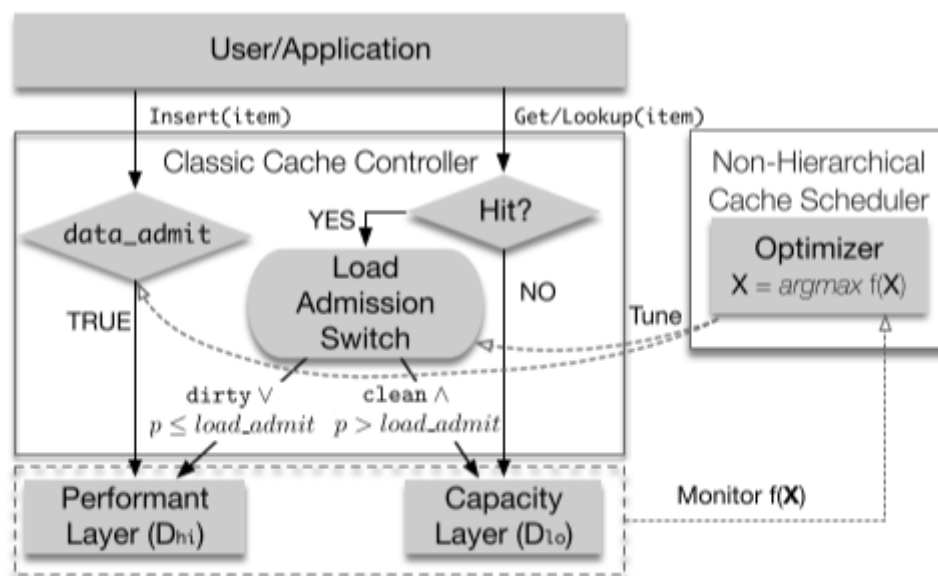 User/Application
Insert(item)
Get/Lookup(item)
Classic Cache Controller
Non-Hierarchical
Cache Scheduler
data_admit
Hit?
YES
Load
Admission
Switch
NO
Optimizer
X = argmax f(X)
TRUE
Tune
dirty ∨
p ≤ load_admit
clean ∧
p > load_admit
Performant
Layer (Dhi)
Capacity
Layer (Dlo)
Monitor f(X)